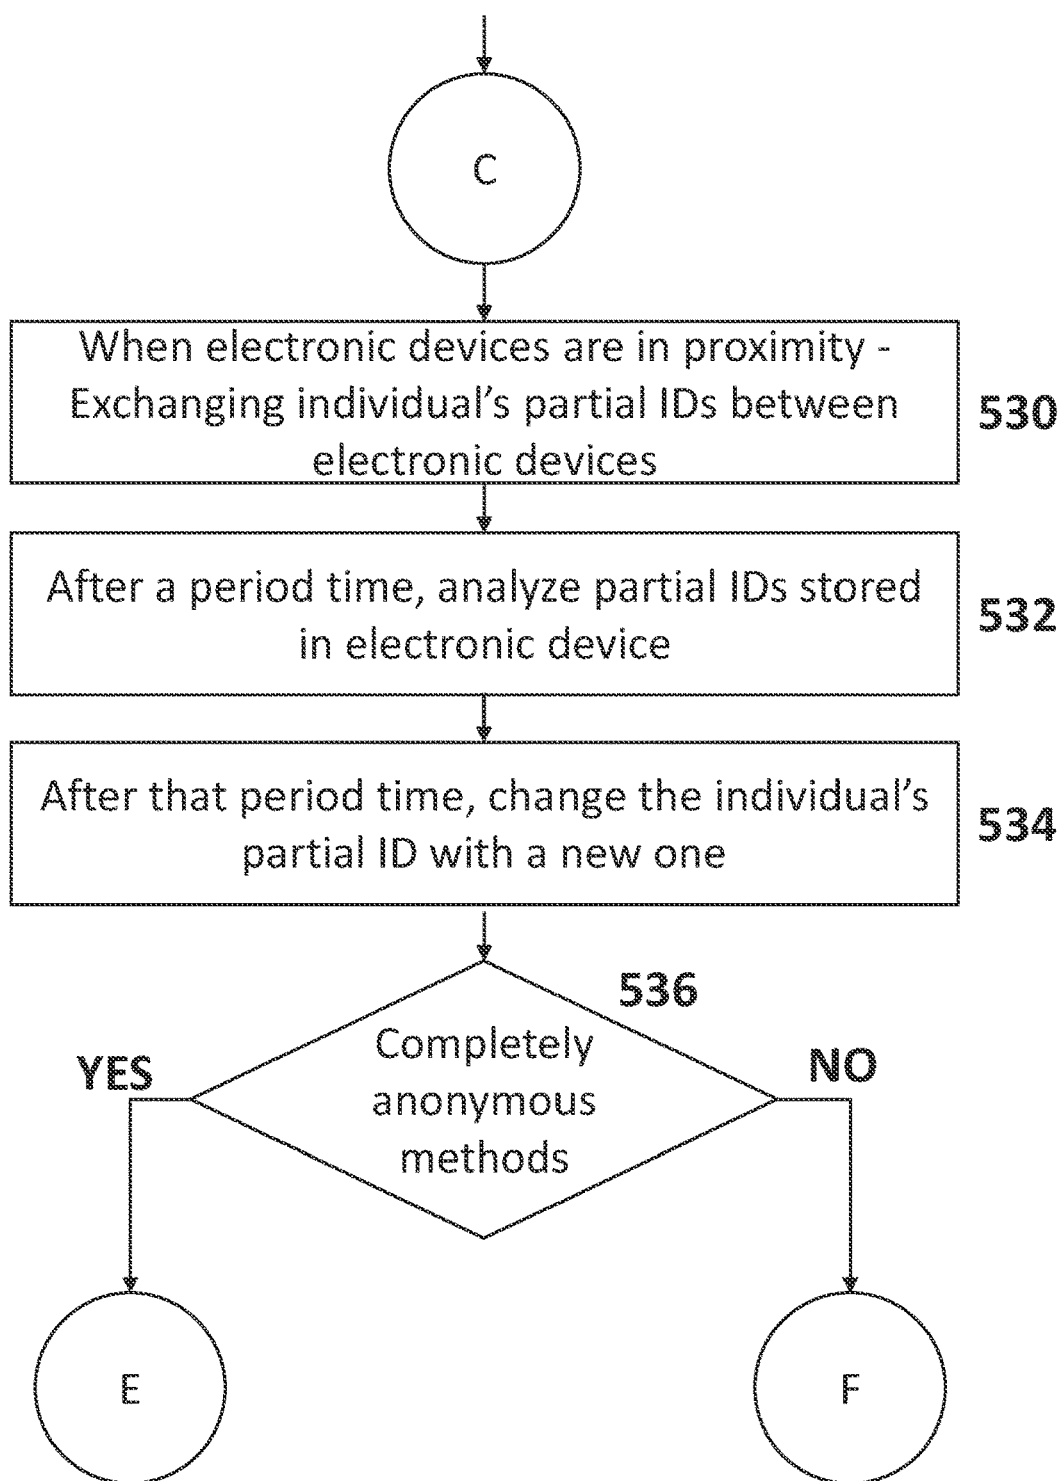 C
When electronic devices are in proximity -
Exchanging individual's partial IDs between
electronic devices
530
After a period time, analyze partial IDs stored
in electronic device
532
After that period time, change the individual's
partial ID with a new one
534
536
Completely
anonymous
methods
YES
NO
E
F